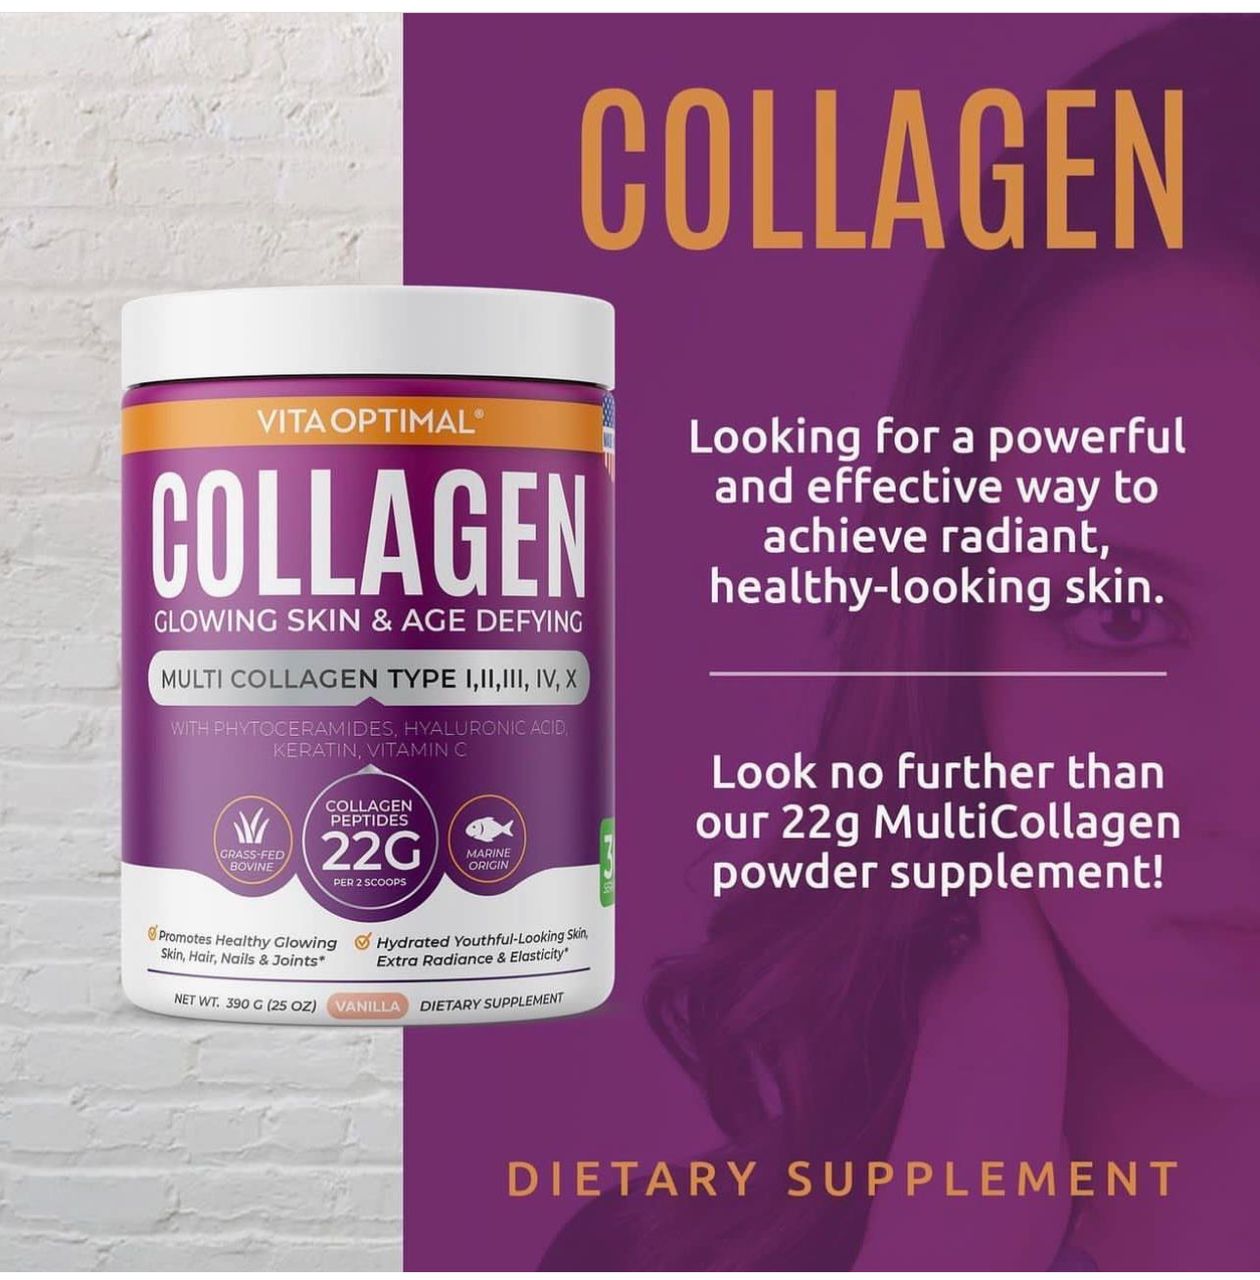 COLLAGEN
VITA OPTIMAL®
COLLAGEN
GLOWING SKIN & AGE DEFYING
MULTI COLLAGEN TYPE I,II,III, IV, X
WITH PHYTOCERAMIDES, HYALURONIC ACID,
KERATIN, VITAMIN C
GRASS-FED
BOVINE
COLLAGEN
PEPTIDES
22G
PER 2 SCOOPS
MARINE
ORIGIN
Promotes Healthy Glowing
Skin, Hair, Nails & Joints*
Hydrated Youthful-Looking Skin,
Extra Radiance & Elasticity*
NET WT. 390 G (25 OZ) VANILLA DIETARY SUPPLEMENT
Looking for a powerful
and effective way to
achieve radiant,
healthy-looking skin.
Look no further than
our 22g MultiCollagen
powder supplement!
DIETARY SUPPLEMENT